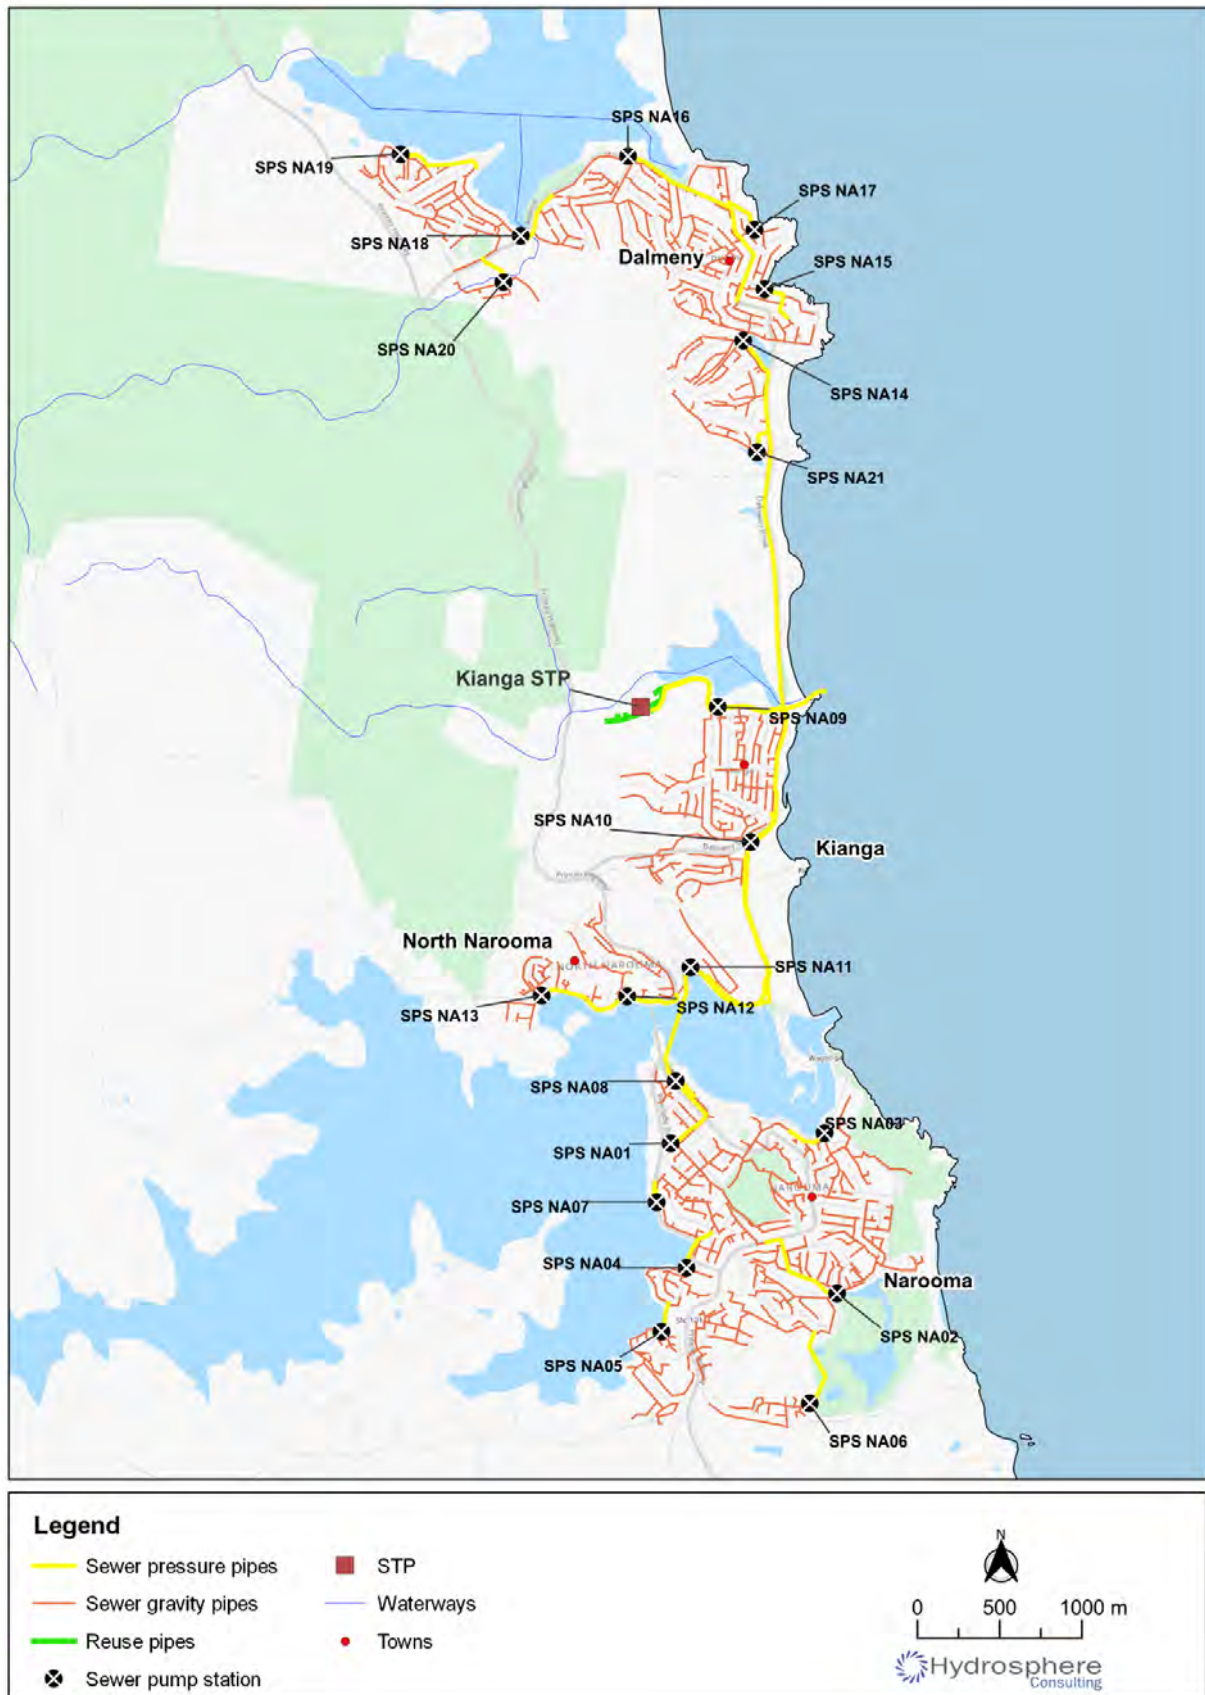 SPS NA16
SPS NA19
SPS NA17
SPS NA18
Dalmeny
SPS NA15
SPS NA20
SPS NA14
SPS NA21
Kianga STP
SPS NA09
SPS NA10
Kianga
North Narooma
NORTH NAROOMA
SPS NA11
SPS NA13
SPS NA12
SPS NA08
SPS NA03
SPS NA01
NAROOMA
SPS NA07
SPS NA04
Narooma
SPS NA02
SPS NA05
SPS NA06
Legend
Sewer pressure pipes
STP
N
Sewer gravity pipes
Waterways
0 500 1000 m
Reuse pipes
Towns
Sewer pump station
Hydrosphere
Consulting